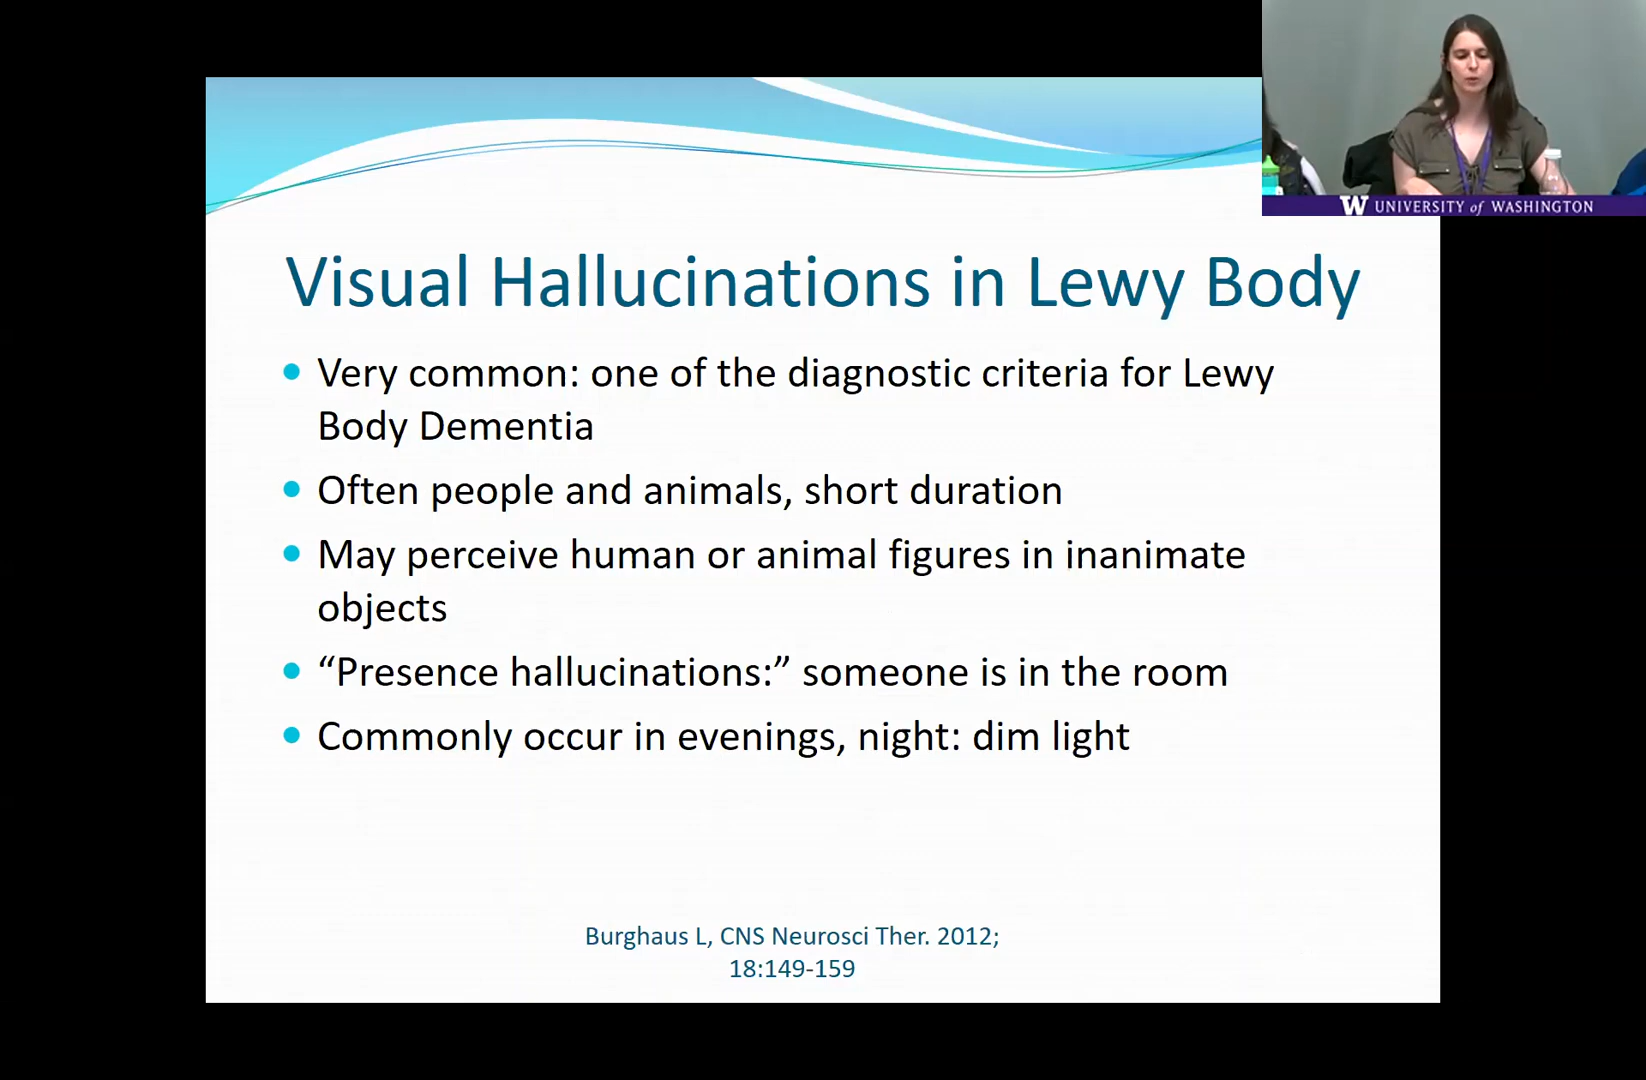 W UNIVERSITY of WASHINGTON
Visual Hallucinations in Lewy Body
Very common: one of the diagnostic criteria for Lewy
Body Dementia
Often people and animals, short duration
May perceive human or animal figures in inanimate
objects
“Presence hallucinations:” someone is in the room
Commonly occur in evenings, night: dim light
Burghaus L, CNS Neurosci Ther. 2012;
18:149-159